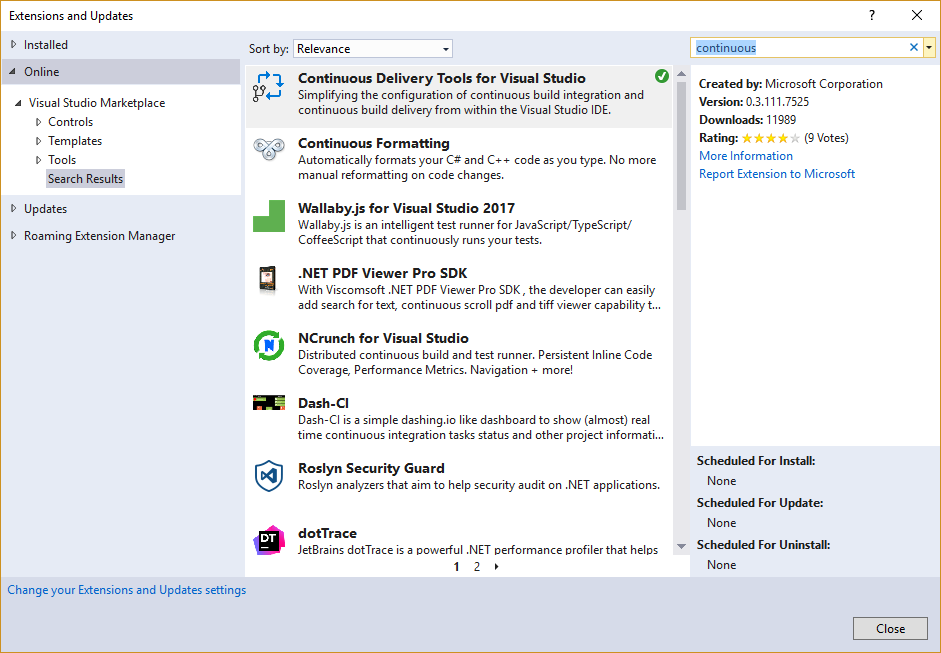 Extensions and Updates
?
Installed
Online
Visual Studio Marketplace
Controls
Templates
Tools
Search Results
Updates
Roaming Extension Manager
Sort by: Relevance
Continuous Delivery Tools for Visual Studio
Simplifying the configuration of continuous build integration and
continuous build delivery from within the Visual Studio IDE.
Continuous Formatting
Automatically formats your C# and C++ code as you type. No more
manual reformatting on code changes.
Wallaby.js for Visual Studio 2017
Wallaby.js is an intelligent test runner for JavaScript/TypeScript/
CoffeeScript that continuously runs your tests.
.NET PDF Viewer Pro SDK
With Viscomsoft .NET PDF Viewer Pro SDK , the developer can easily
add search for text, continuous scroll pdf and tiff viewer capability t...
N
NCrunch for Visual Studio
Distributed continuous build and test runner. Persistent Inline Code
Coverage, Performance Metrics. Navigation + more!
Dash-CI
Dash-CI is a simple dashing.io like dashboard to show (almost) real
time continuous integration tasks status and other project informati...
Roslyn Security Guard
Roslyn analyzers that aim to help security audit on .NET applications.
DT
dotTrace
JetBrains dotTrace is a powerful .NET performance profiler that helps
1 2
continuous
Created by: Microsoft Corporation
Version: 0.3.111.7525
Downloads: 11989
Rating: (9 Votes)
More Information
Report Extension to Microsoft
Scheduled For Install:
None
Scheduled For Update:
None
Scheduled For Uninstall:
None
Change your Extensions and Updates settings
Close